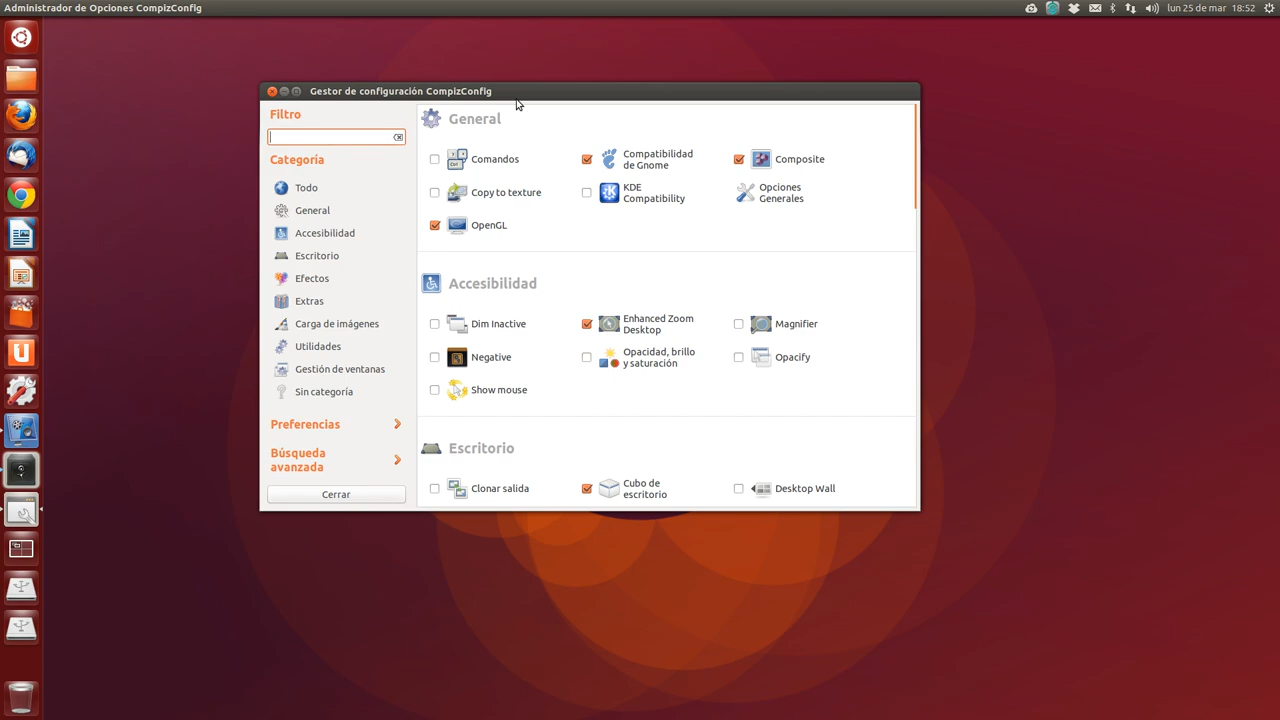 Administrador de Opciones CompizConfig
lun 25 de mar 18:52
Gestor de configuración CompizConfig
Filtro
Categoría
Todo
General
Accesibilidad
Escritorio
Efectos
Extras
Carga de imágenes
Utilidades
Gestión de ventanas
Sin categoría
Preferencias
Búsqueda
avanzada
Cerrar
General
Comandos
Compatibilidad
de Gnome
Composite
Copy to texture
KDE
Compatibility
Opciones
Generales
OpenGL
Accesibilidad
Dim Inactive
Enhanced Zoom
Desktop
Magnifier
Negative
Opacidad, brillo
y saturación
Opacify
Show mouse
Escritorio
Clonar salida
Cubo de
escritorio
Desktop Wall